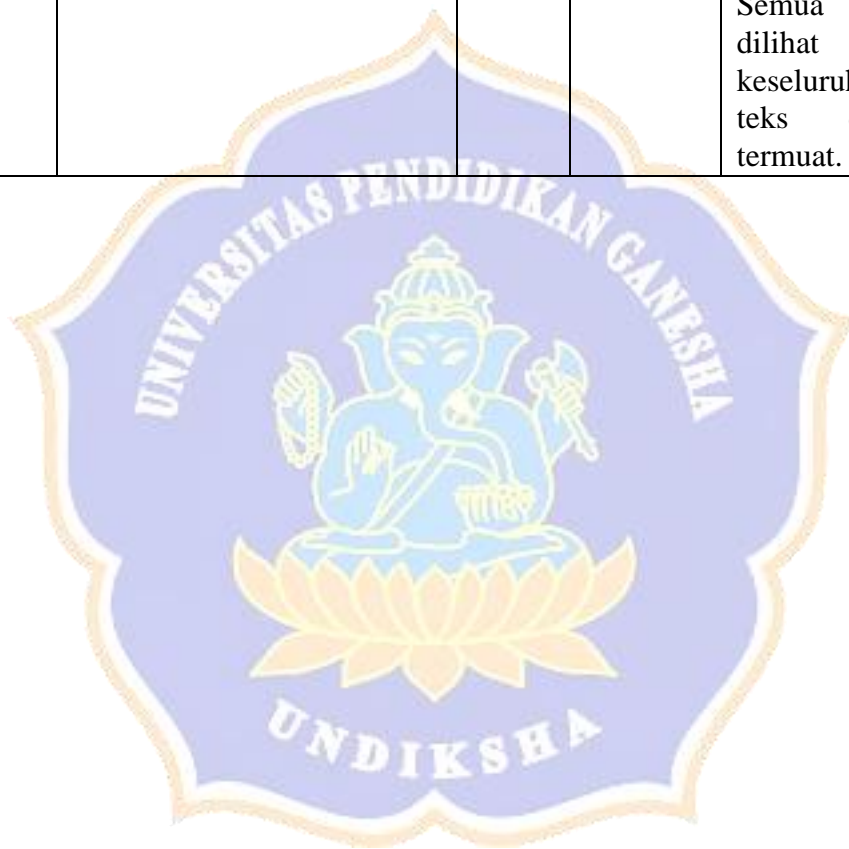 Semua
dilihat
teks
termuat.
UNIVERSITAS PENDIDIKAN GANESHA
UNDIKSHA